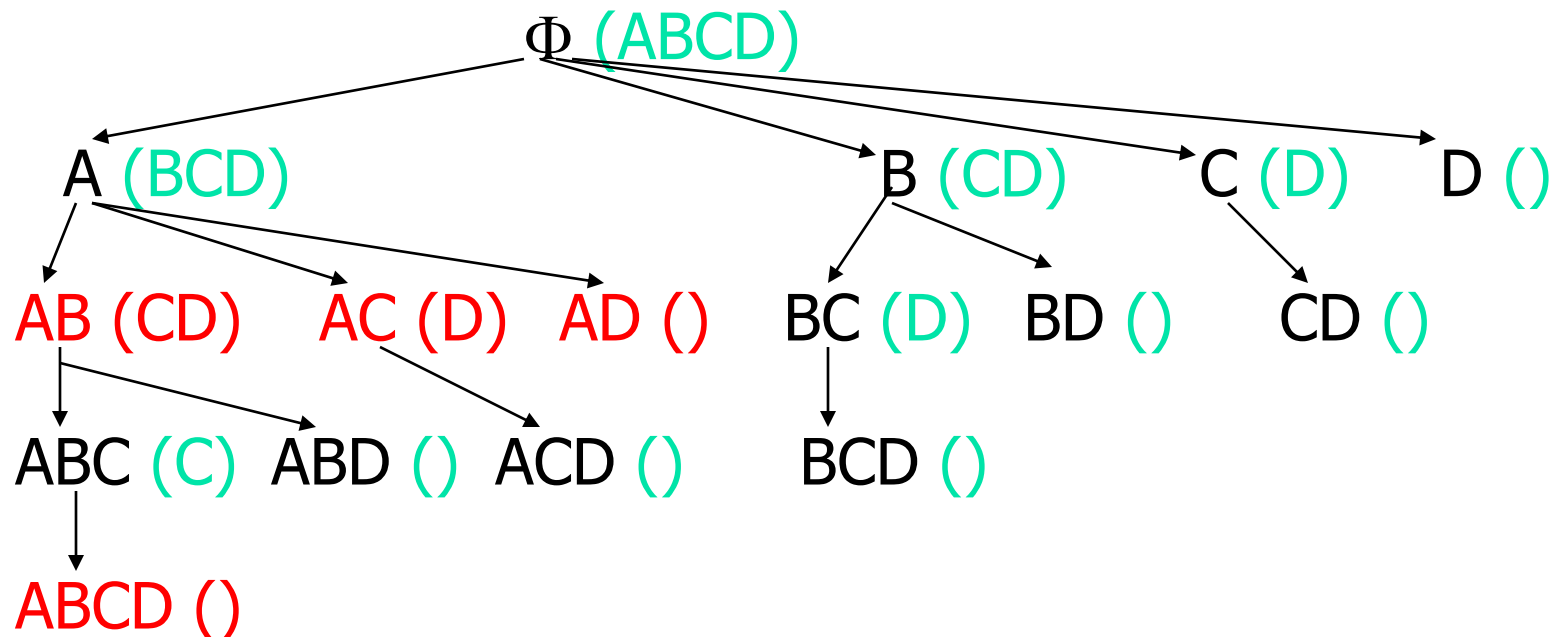 Φ (ABCD)
A (BCD) B (CD) C (D) D ()
AB (CD) AC (D) AD () BC (D) BD () CD ()
ABC (C) ABD () ACD () BCD ()
ABCD ()